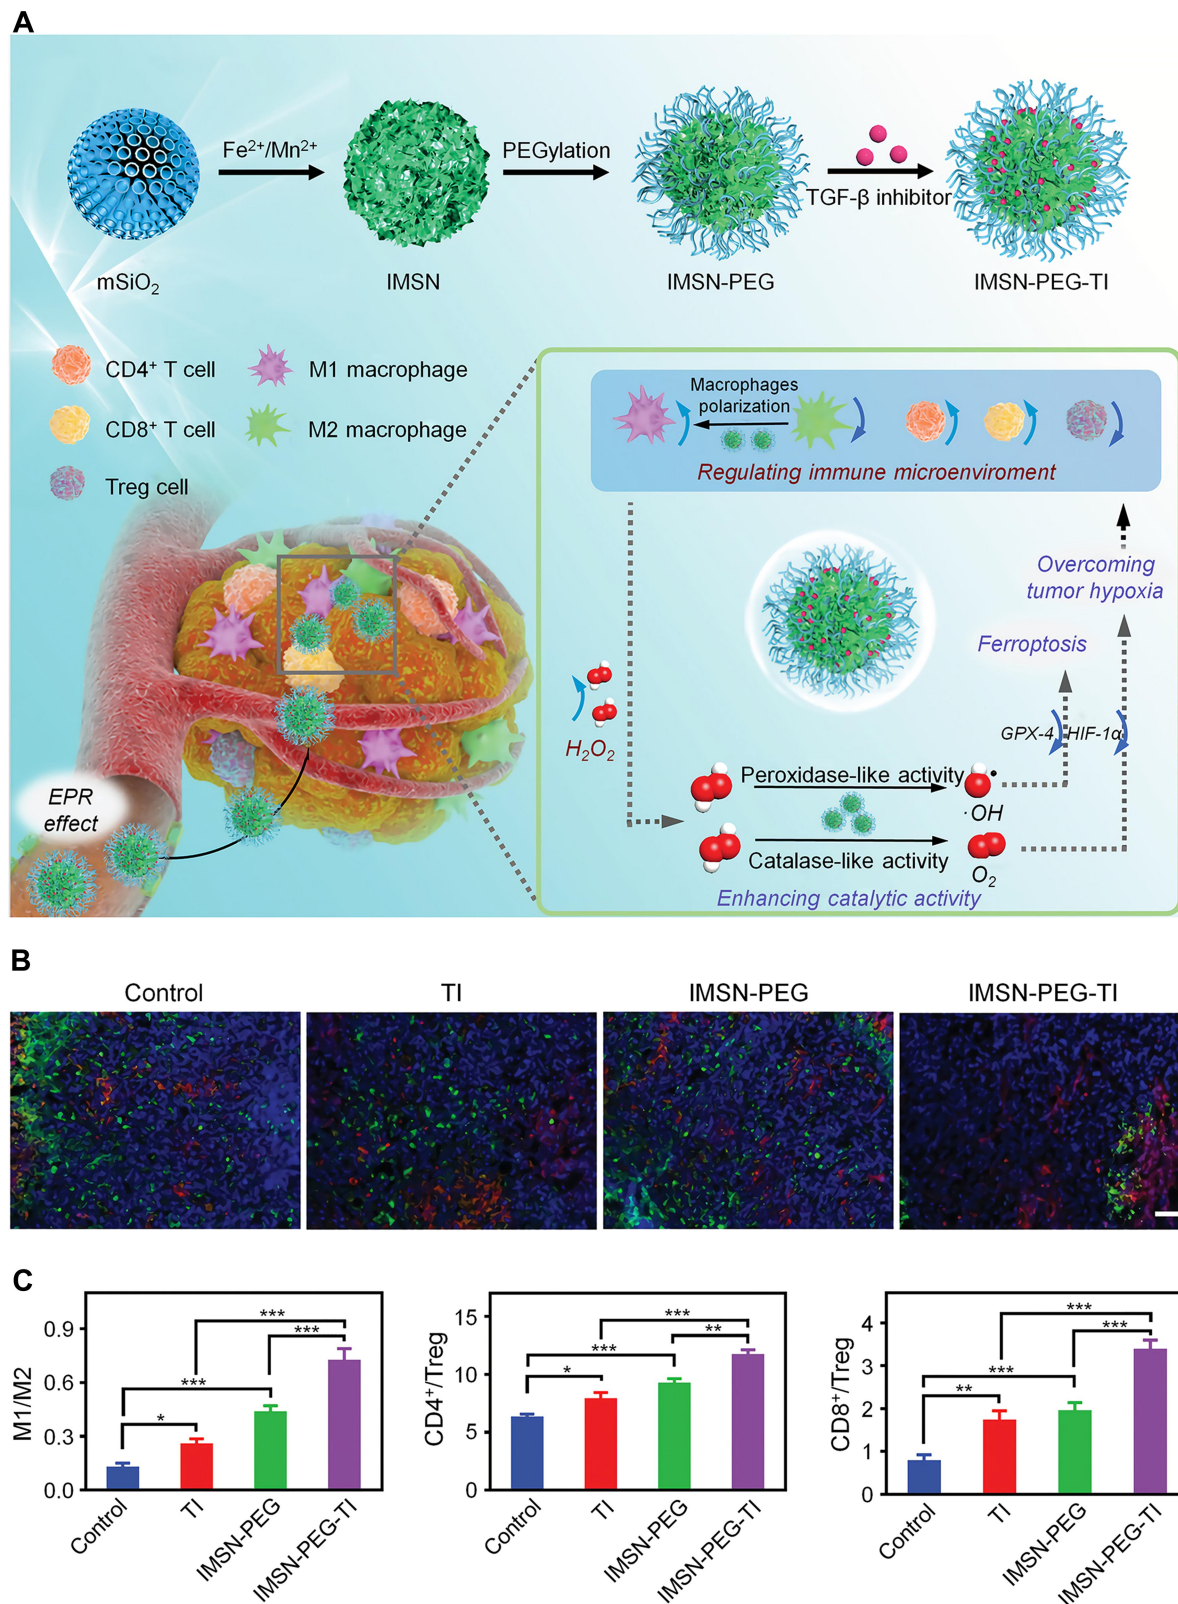 A
Fe²⁺/Mn²⁺
PEGylation
TGF-β inhibitor
mSiO₂
IMSN
IMSN-PEG
IMSN-PEG-TI
CD4⁺ T cell
M1 macrophage
CD8⁺ T cell
M2 macrophage
Treg cell
Macrophages
polarization
Regulating immune microenviroment
Overcoming
tumor hypoxia
Ferroptosis
GPX-4
HIF-1α
H₂O₂
Peroxidase-like activity
·OH
Catalase-like activity
O₂
Enhancing catalytic activity
EPR
effect
B
Control
TI
IMSN-PEG
IMSN-PEG-TI
C
M1/M2
0.9
0.6
0.3
0.0
***
***
***
*
Control
TI
IMSN-PEG
IMSN-PEG-TI
CD4⁺/Treg
15
10
5
0
***
**
***
*
Control
TI
IMSN-PEG
IMSN-PEG-TI
CD8⁺/Treg
4
3
2
1
0
***
***
***
**
Control
TI
IMSN-PEG
IMSN-PEG-TI